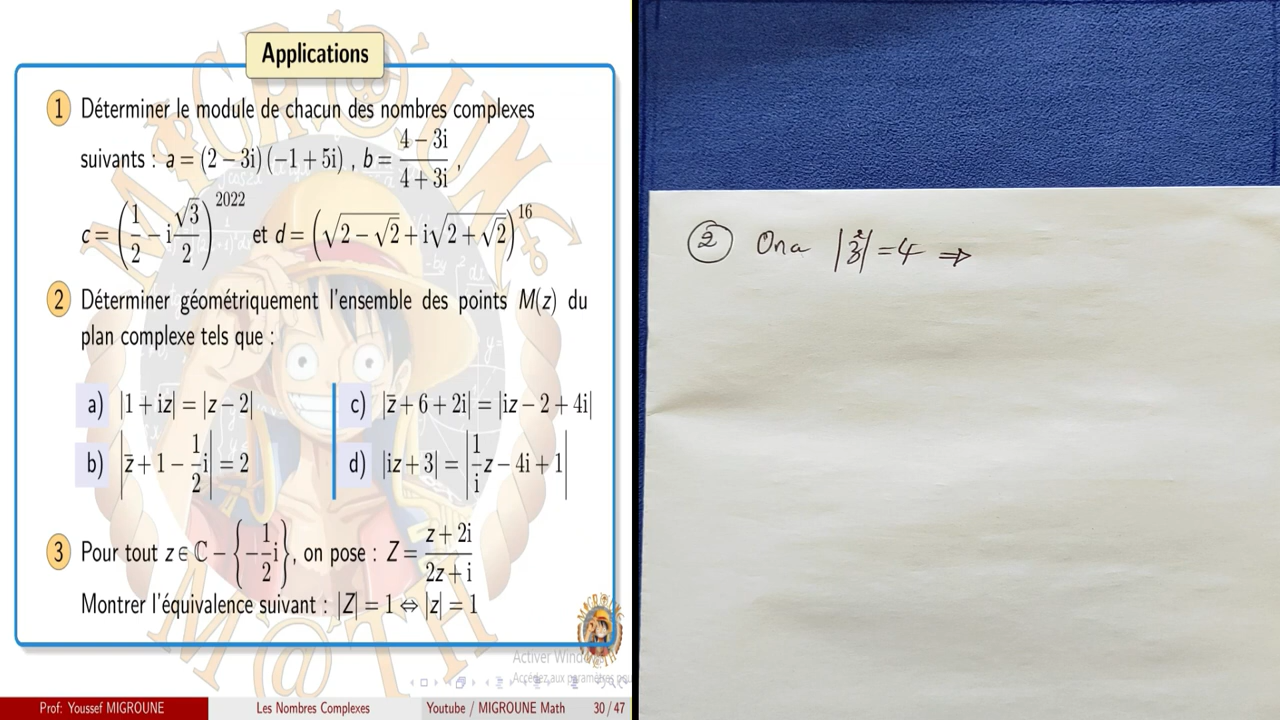 Applications
1 Déterminer le module de chacun des nombres complexes
suivants : a = (2 − 3i) (−1 + 5i) , b = (4 − 3i)/(4 + 3i) ,
c = (1/2 − i √3/2)^2022 et d = (√(2 − √2) + i√(2 + √2))^16
2 Déterminer géométriquement l'ensemble des points M(z) du
plan complexe tels que :
a) |1 + iz| = |z − 2|
b) |z̄ + 1 − 1/2 i| = 2
c) |z̄ + 6 + 2i| = |iz − 2 + 4i|
d) |iz + 3| = |1/i z − 4i + 1|
3 Pour tout z ∈ ℂ − {−1/2 i}, on pose : Z = (z + 2i)/(2z + i)
Montrer l'équivalence suivant : |Z| = 1 ⇔ |z| = 1
Activer Windo
Prof: Youssef MIGROUNE
Les Nombres Complexes
Youtube / MIGROUNE Math
30 / 47
MIGROUNE
M@TH
2 On a |z²| = 4 ⇒